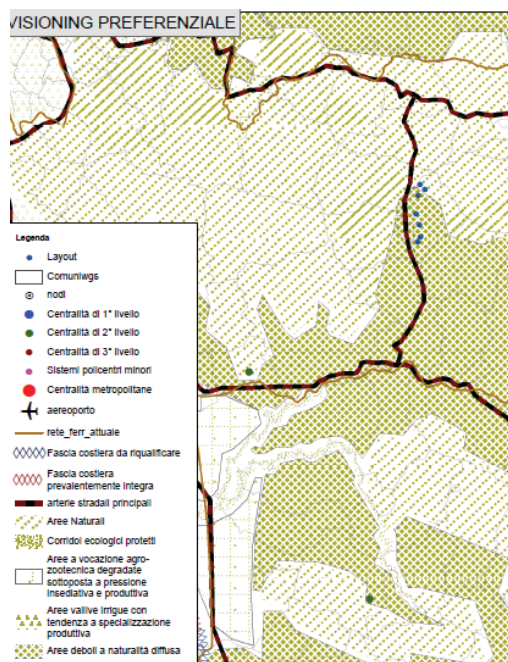 VISIONING PREFERENZIALE
Legenda
Layout
Comuniwgs
nodi
Centralità di 1° livello
Centralità di 2° livello
Centralità di 3° livello
Sistemi policentri minori
Centralità metropolitane
aereoporto
rete_ferr_attuale
Fascia costiera da riqualificare
Fascia costiera
prevalentemente integra
arterie stradali principali
Aree Naturali
Corridoi ecologici protetti
Aree a vocazione agro-
zootecnica degradate
sottoposta a pressione
insediativa e produttiva
Aree vallive irrigue con
tendenza a specializzazione
produttiva
Aree deboli a naturalità diffusa